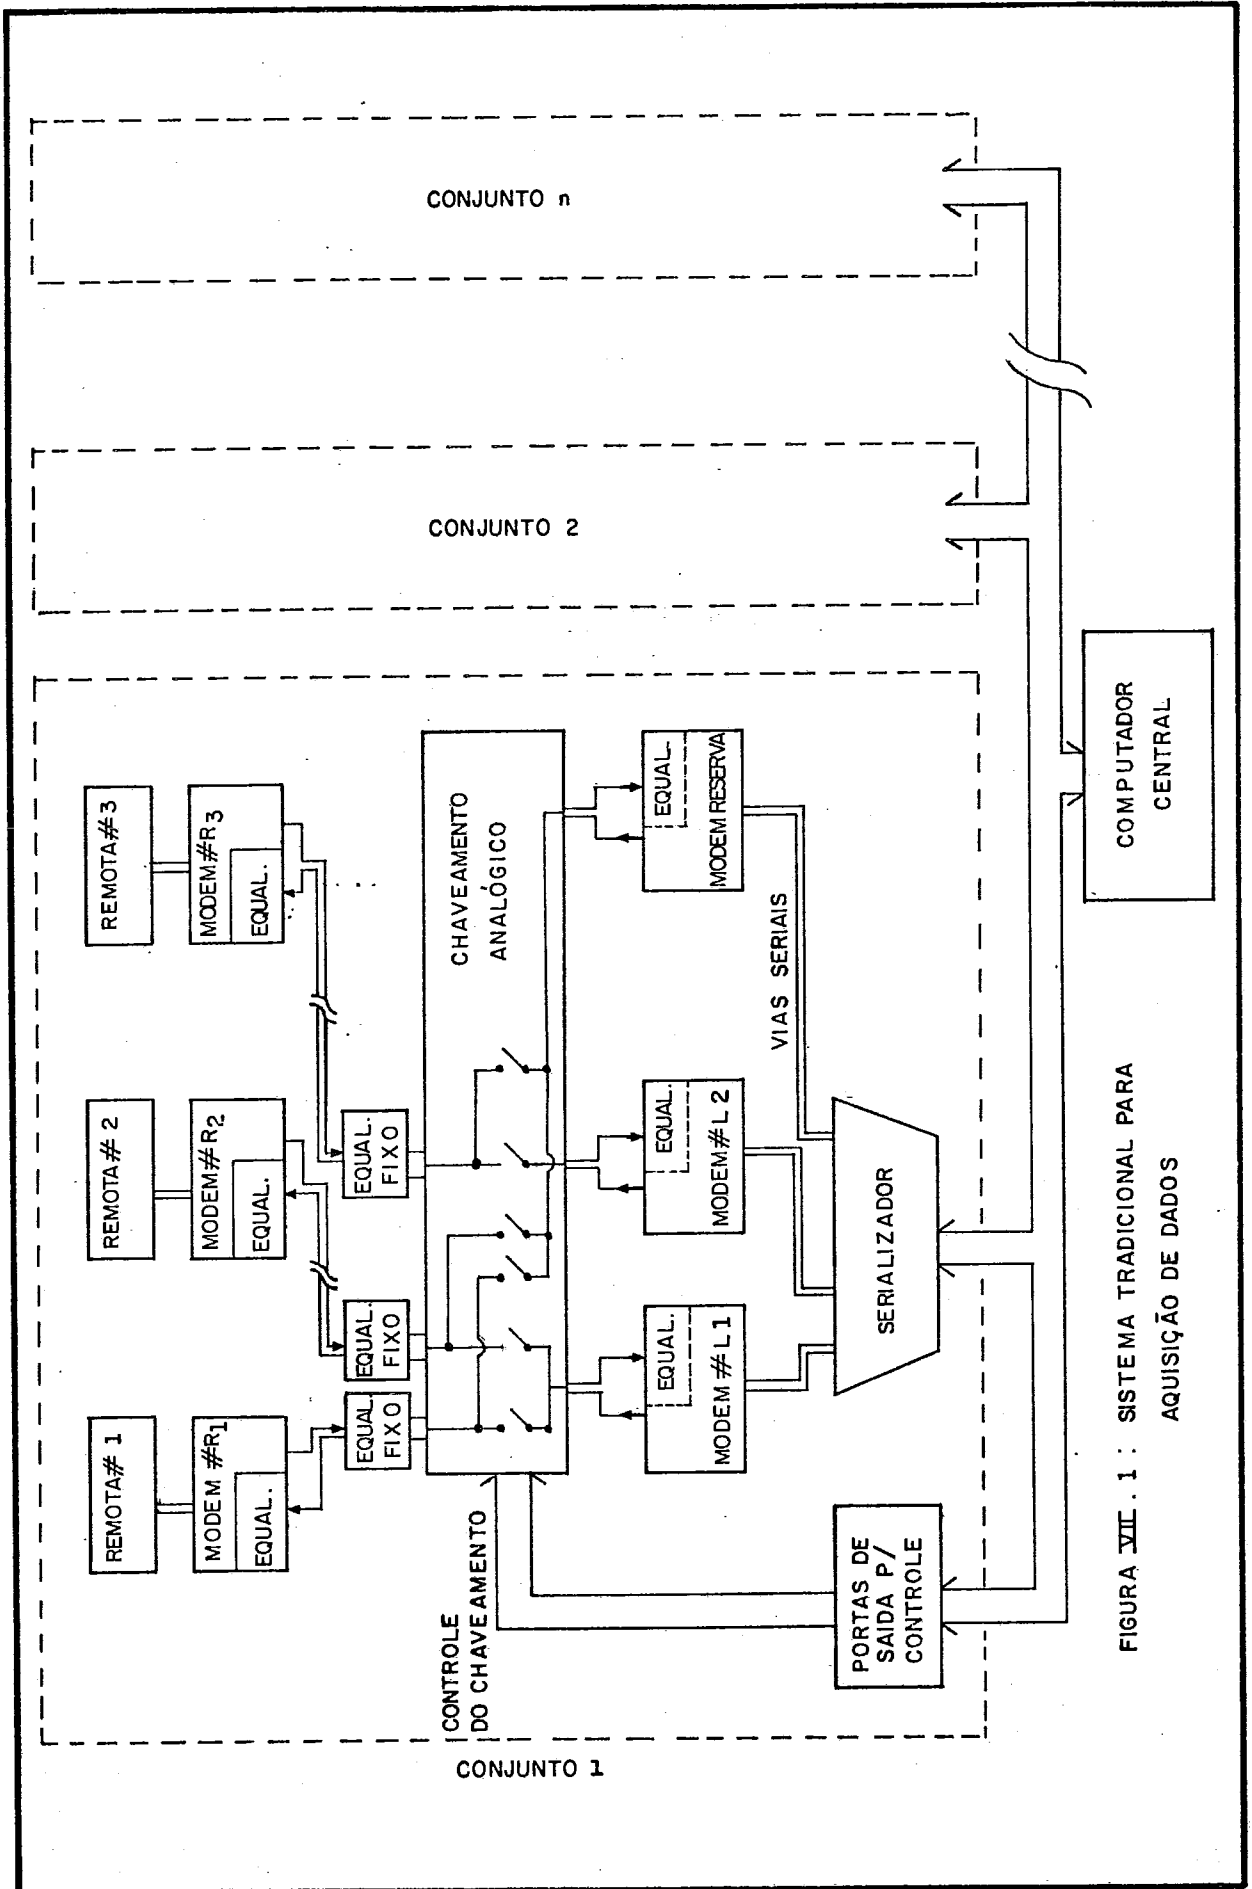 CONJUNTO n
CONJUNTO 2
REMOTA# 1
REMOTA# 2
REMOTA#3
MODEM #R1
EQUAL.
MODEM #R2
EQUAL.
MODEM#R3
EQUAL.
EQUAL.
FIXO
EQUAL.
FIXO
EQUAL.
FIXO
CHAVEAMENTO
ANALÓGICO
CONTROLE
DO CHAVEAMENTO
EQUAL.
MODEM #L1
EQUAL.
MODEM#L2
EQUAL.
MODEM RESERVA
VIAS SERIAIS
PORTAS DE
SAIDA P/
CONTROLE
SERIALIZADOR
COMPUTADOR
CENTRAL
CONJUNTO 1
FIGURA VII. 1 : SISTEMA TRADICIONAL PARA
AQUISIÇÃO DE DADOS